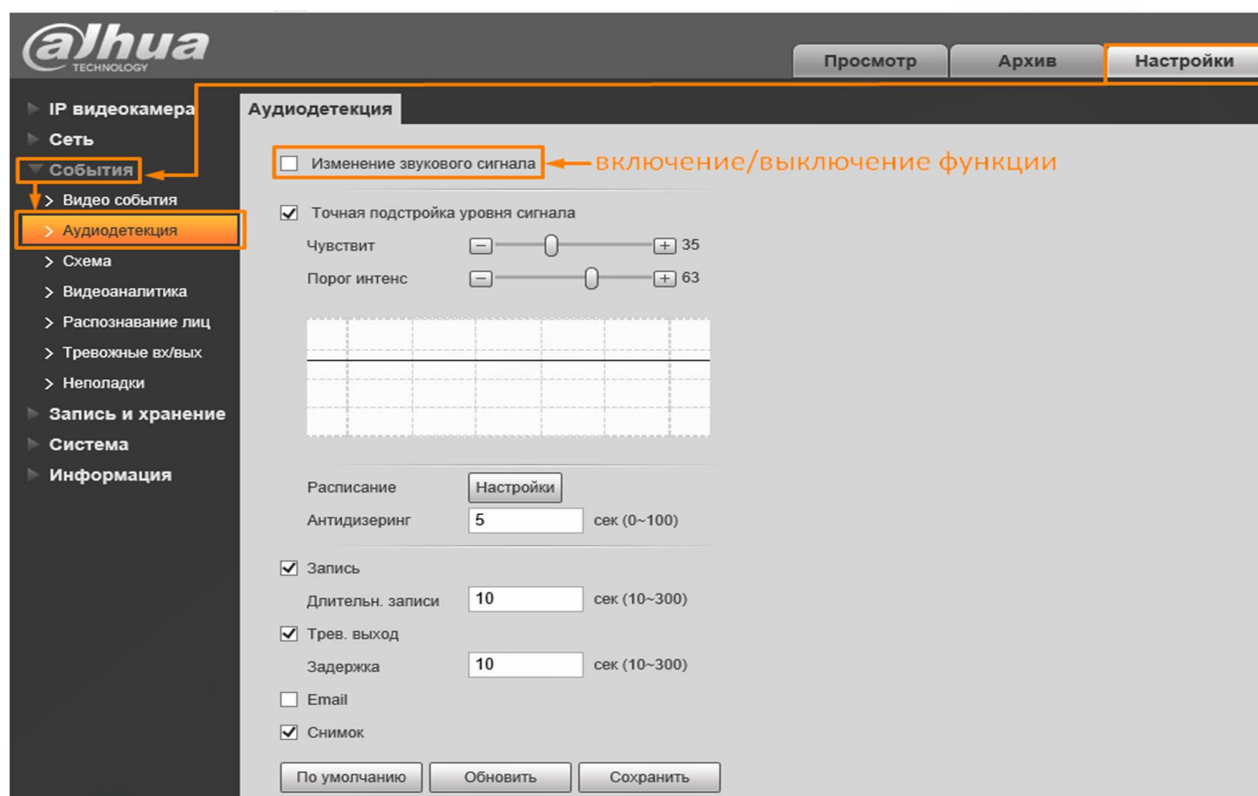 alhua
TECHNOLOGY
Просмотр
Архив
Настройки
IP видеокамера
Сеть
События
Видео события
Аудиодетекция
Схема
Видеоаналитика
Распознавание лиц
Тревожные вх/вых
Неполадки
Запись и хранение
Система
Информация
Аудиодетекция
Изменение звукового сигнала включение/выключение функции
Точная подстройка уровня сигнала
Чувствит 35
Порог интенс 63
Расписание Настройки
Антидизеринг 5 сек (0~100)
Запись
Длительн. записи 10 сек (10~300)
Трев. выход
Задержка 10 сек (10~300)
Email
Снимок
По умолчанию Обновить Сохранить